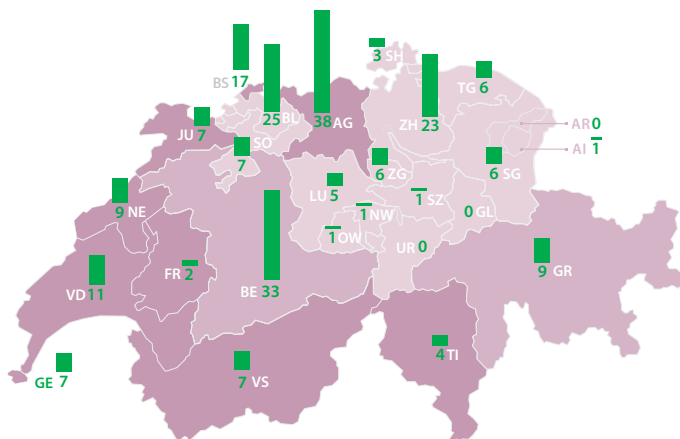 3 SH
BS 17
TG 6
25 BL
38 AG
ZH 23
AR 0
JU 7
SO
7
AI 1
6 ZG
6 SG
LU 5
1 SZ
9 NE
1 NW
0 GL
1 OW
UR 0
FR 2
9 GR
VD 11
BE 33
4 TI
GE 7
7 VS